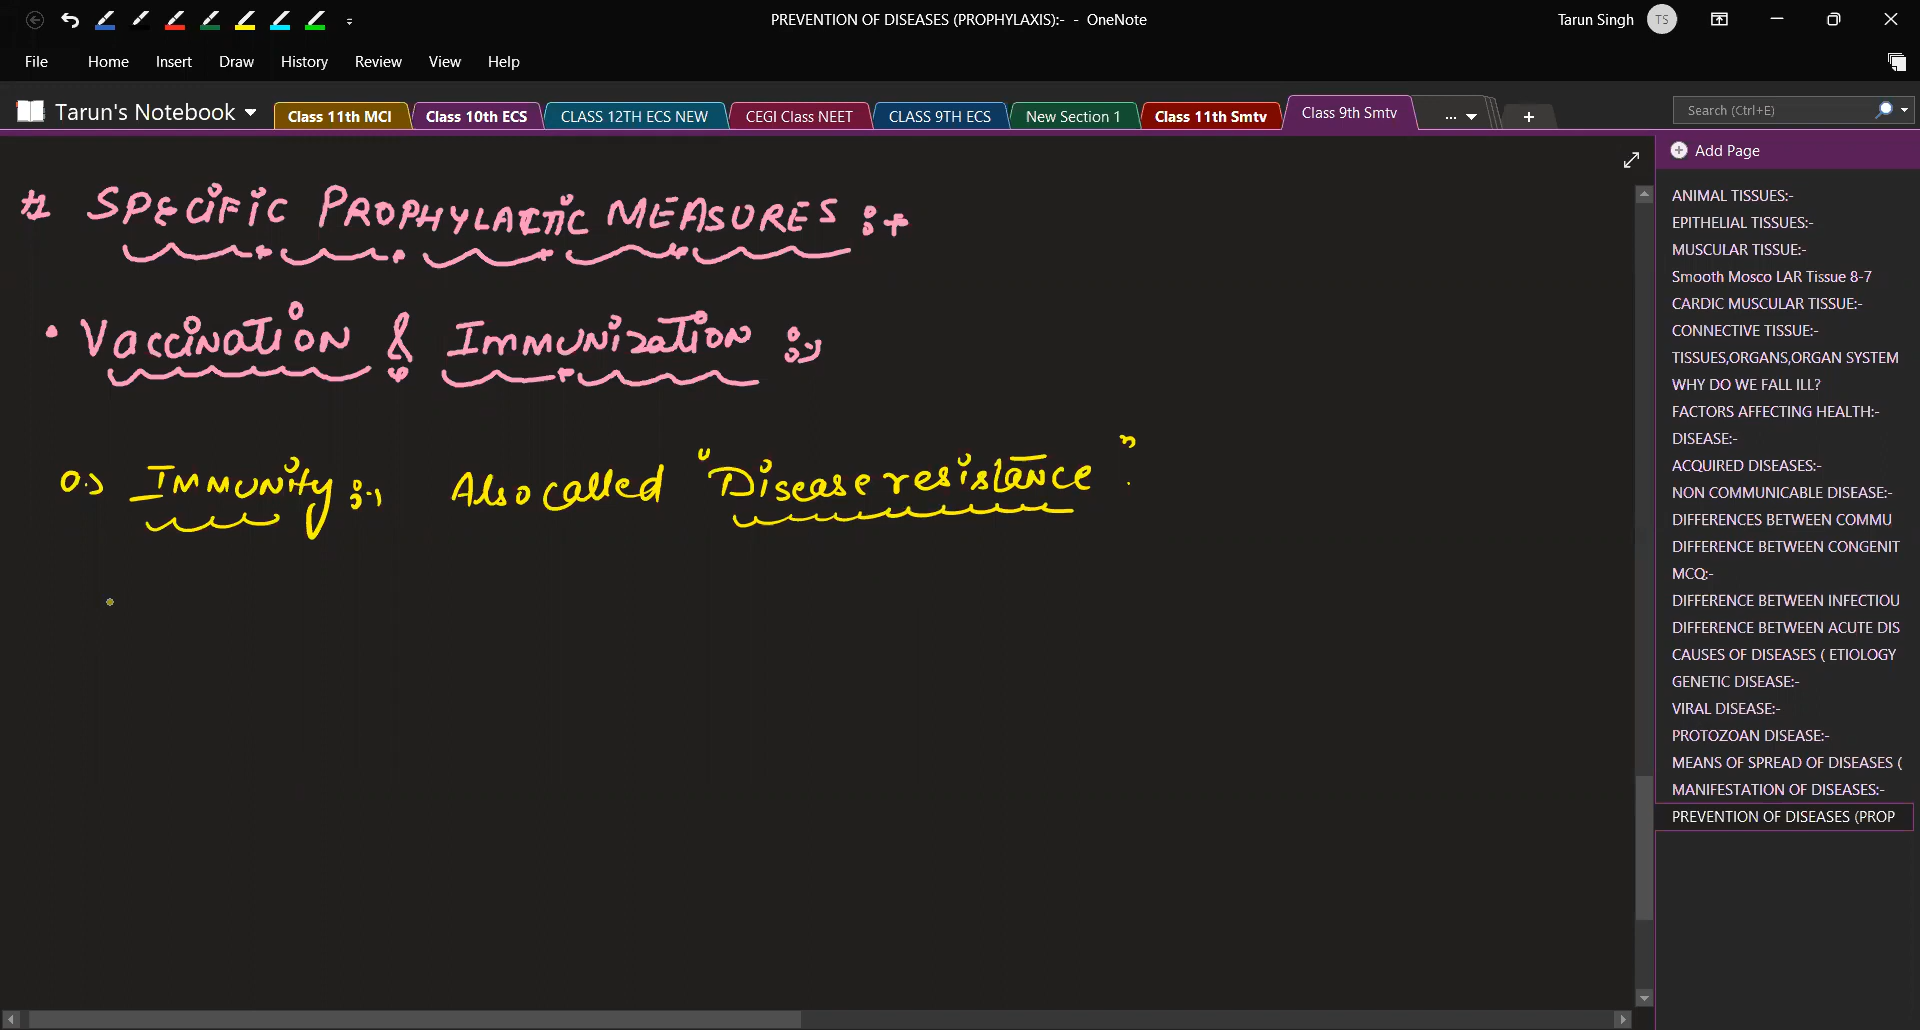 PREVENTION OF DISEASES (PROPHYLAXIS):- - OneNote
Tarun Singh
TS
File Home Insert Draw History Review View Help
Tarun's Notebook
Class 11th MCI
Class 10th ECS
CLASS 12TH ECS NEW
CEGI Class NEET
CLASS 9TH ECS
New Section 1
Class 11th Smtv
Class 9th Smtv
...
+
Search (Ctrl+E)
Add Page
SPECIFIC PROPHYLACTIC MEASURES :-
• VACCINATION & IMMUNIZATION :-
0.> IMMUNITY :- Also called "Disease resistance".
ANIMAL TISSUES:-
EPITHELIAL TISSUES:-
MUSCULAR TISSUE:-
Smooth Mosco LAR Tissue 8-7
CARDIC MUSCULAR TISSUE:-
CONNECTIVE TISSUE:-
TISSUES,ORGANS,ORGAN SYSTEM
WHY DO WE FALL ILL?
FACTORS AFFECTING HEALTH:-
DISEASE:-
ACQUIRED DISEASES:-
NON COMMUNICABLE DISEASE:-
DIFFERENCES BETWEEN COMMU
DIFFERENCE BETWEEN CONGENIT
MCQ:-
DIFFERENCE BETWEEN INFECTIOU
DIFFERENCE BETWEEN ACUTE DIS
CAUSES OF DISEASES ( ETIOLOGY
GENETIC DISEASE:-
VIRAL DISEASE:-
PROTOZOAN DISEASE:-
MEANS OF SPREAD OF DISEASES (
MANIFESTATION OF DISEASES:-
PREVENTION OF DISEASES (PROP